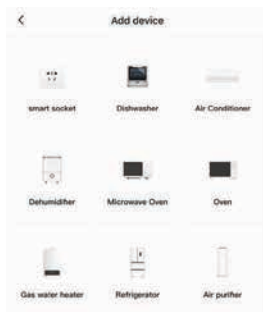 Add device
smart socket
Dishwasher
Air Conditioner
Dehumidifier
Microwave Oven
Oven
Gas water heater
Refrigerator
Air purifier